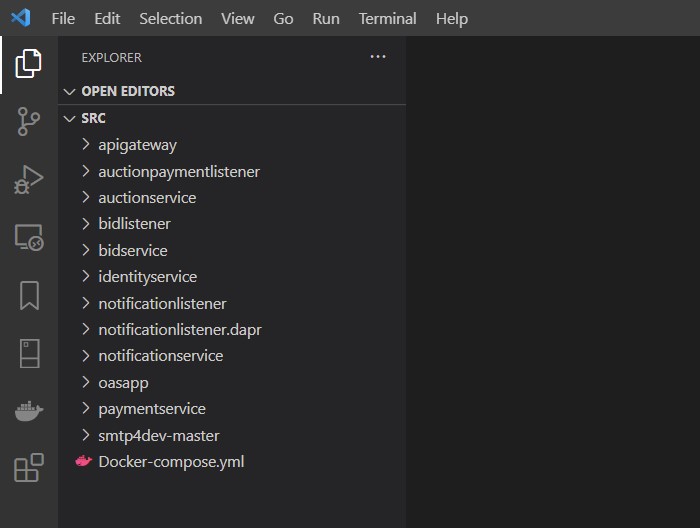 File Edit Selection View Go Run Terminal Help
EXPLORER ...
OPEN EDITORS
SRC
apigateway
auctionpaymentlistener
auctionservice
bidlistener
bidservice
identityservice
notificationlistener
notificationlistener.dapr
notificationservice
oasapp
paymentservice
smtp4dev-master
Docker-compose.yml